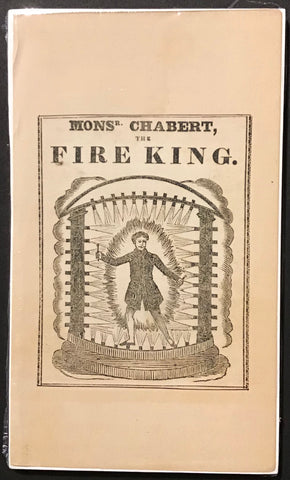 MONSR. CHABERT,
THE
FIRE KING.